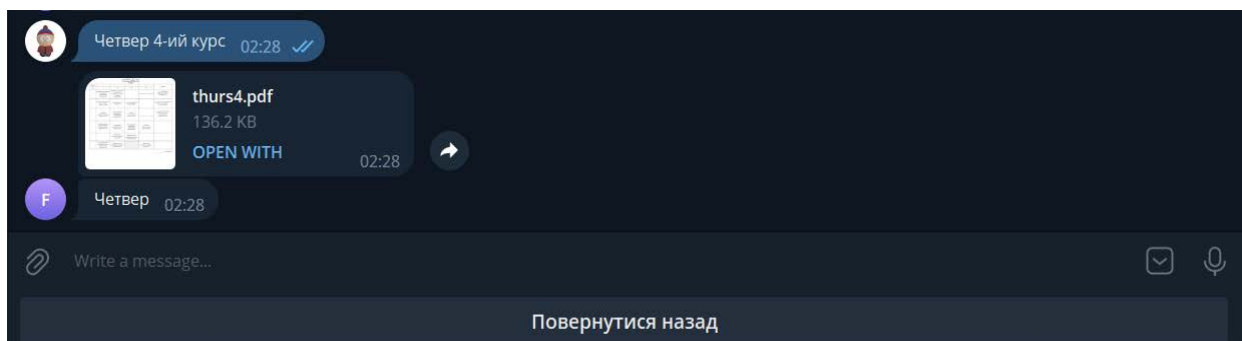 Четвер 4-ий курс 02:28
thurs4.pdf
136.2 KB
OPEN WITH 02:28
F
Четвер 02:28
Write a message...
Повернутися назад